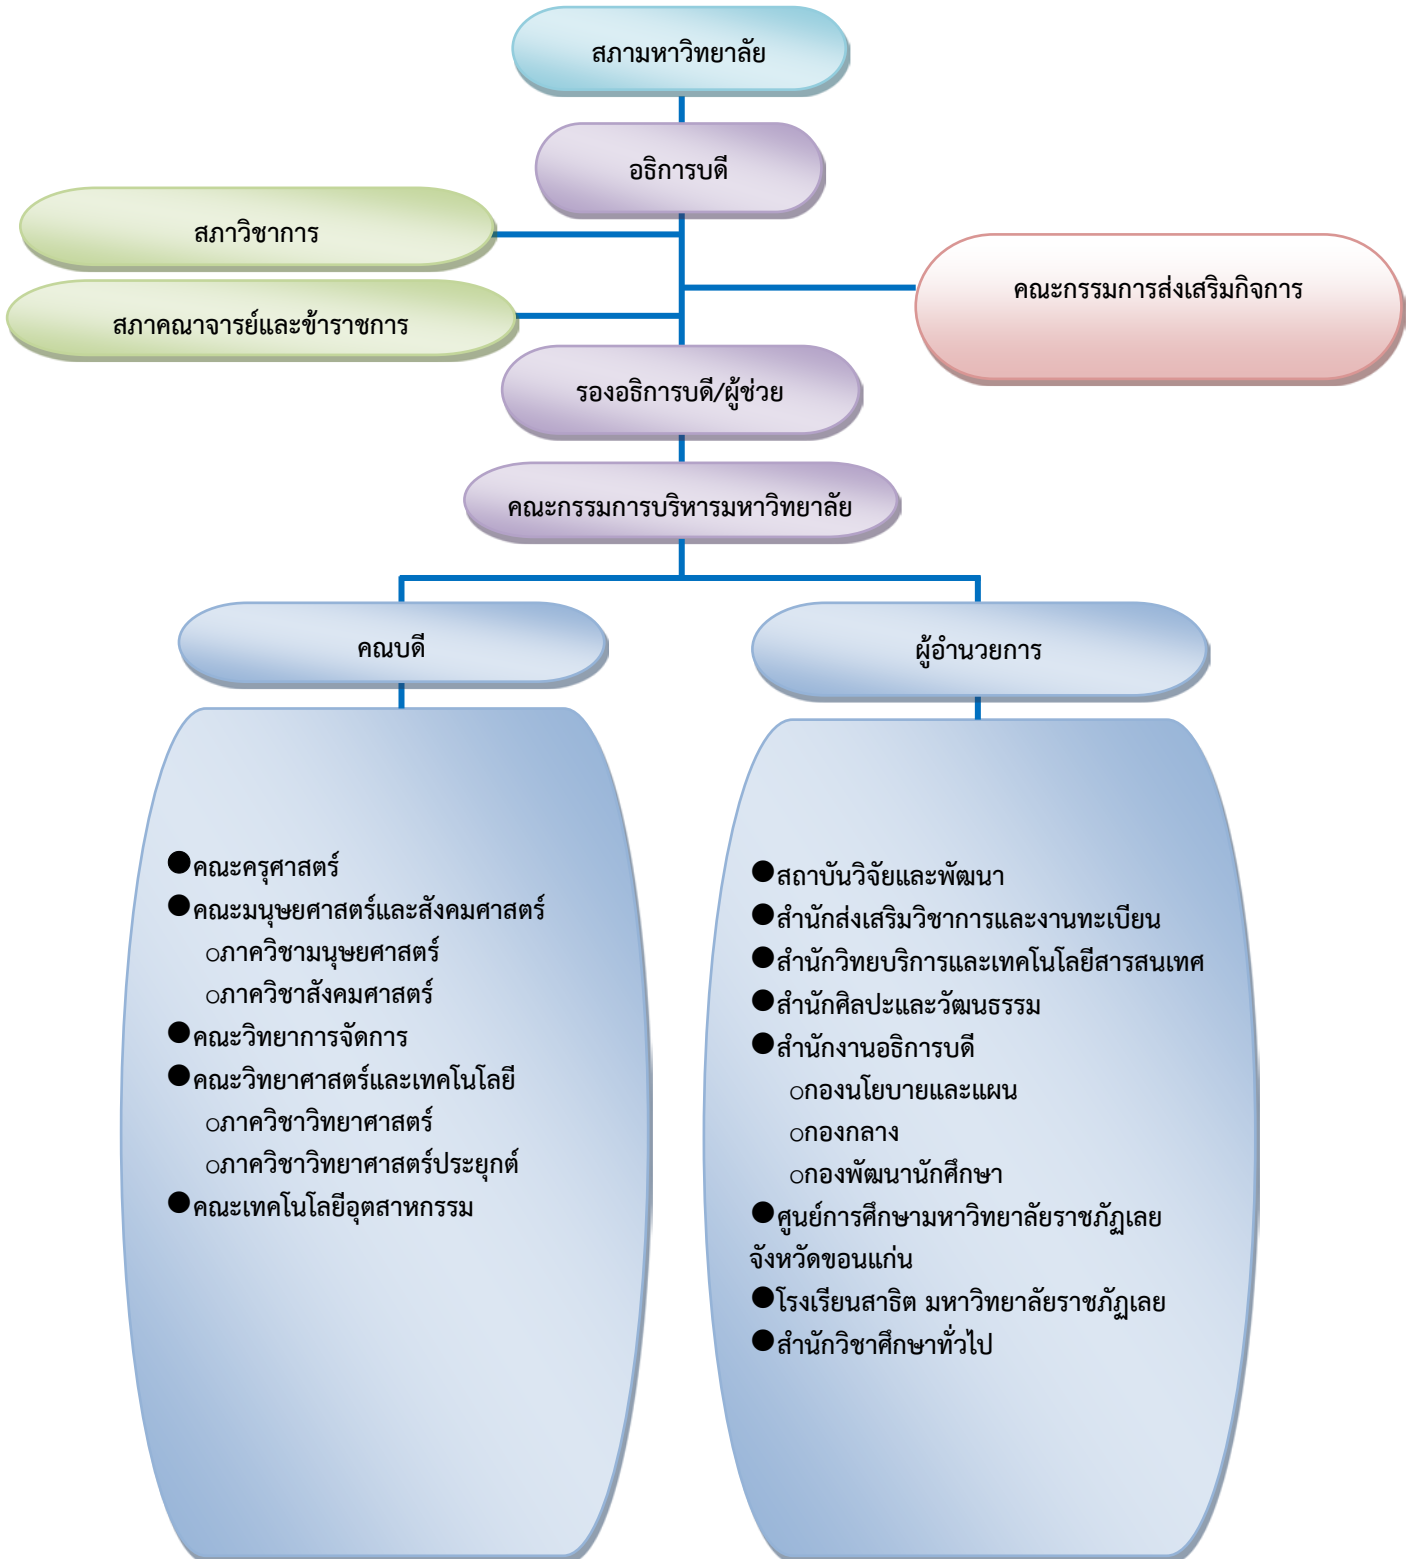 สภามหาวิทยาลัย
อธิการบดี
สภาวิชาการ
คณะกรรมการส่งเสริมกิจการ
สภาคณาจารย์และข้าราชการ
รองอธิการบดี/ผู้ช่วย
คณะกรรมการบริหารมหาวิทยาลัย
คณบดี
●คณะครุศาสตร์
●คณะมนุษยศาสตร์และสังคมศาสตร์
○ภาควิชามนุษยศาสตร์
○ภาควิชาสังคมศาสตร์
●คณะวิทยาการจัดการ
●คณะวิทยาศาสตร์และเทคโนโลยี
○ภาควิชาวิทยาศาสตร์
○ภาควิชาวิทยาศาสตร์ประยุกต์
●คณะเทคโนโลยีอุตสาหกรรม
ผู้อำนวยการ
●สถาบันวิจัยและพัฒนา
●สำนักส่งเสริมวิชาการและงานทะเบียน
●สำนักวิทยบริการและเทคโนโลยีสารสนเทศ
●สำนักศิลปะและวัฒนธรรม
●สำนักงานอธิการบดี
○กองนโยบายและแผน
○กองกลาง
○กองพัฒนานักศึกษา
●ศูนย์การศึกษามหาวิทยาลัยราชภัฏเลย
จังหวัดขอนแก่น
●โรงเรียนสาธิต มหาวิทยาลัยราชภัฏเลย
●สำนักวิชาศึกษาทั่วไป